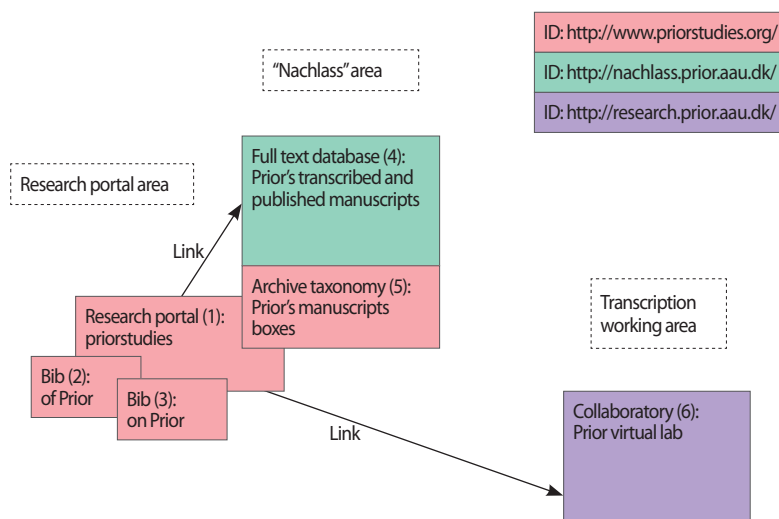 ID: http://www.priorstudies.org/
ID: http://nachlass.prior.aau.dk/
ID: http://research.prior.aau.dk/
“Nachlass” area
Research portal area
Full text database (4):
Prior’s transcribed and
published manuscripts
Link
Archive taxonomy (5):
Prior’s manuscripts
boxes
Research portal (1):
priorstudies
Transcription
working area
Bib (2):
of Prior
Bib (3):
on Prior
Link
Collaboratory (6):
Prior virtual lab